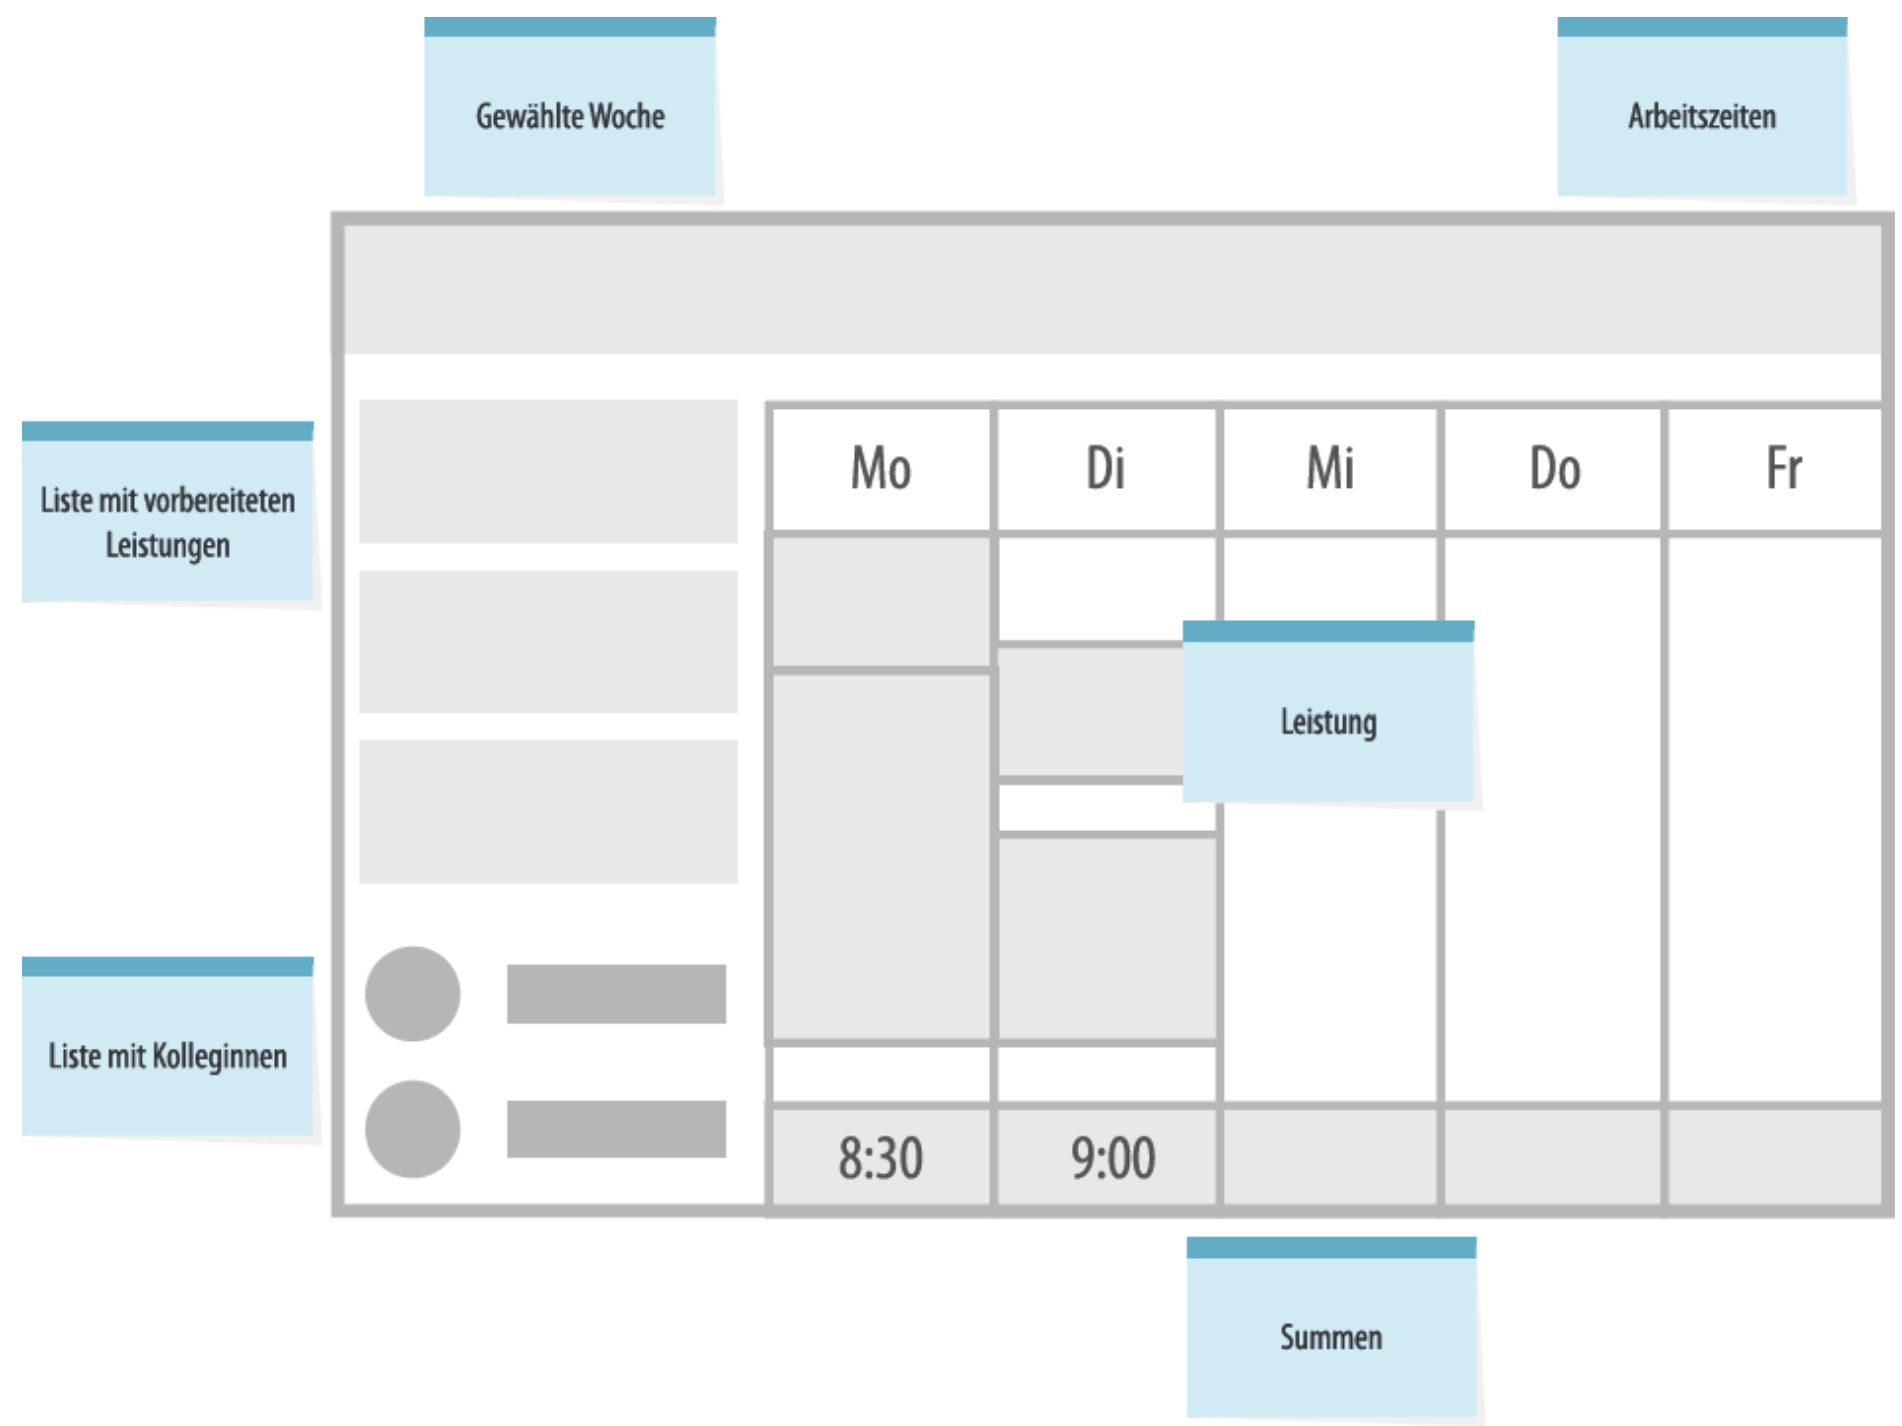 Gewählte Woche
Arbeitszeiten
Liste mit vorbereiteten
Leistungen
Mo
Di
Mi
Do
Fr
Leistung
Liste mit Kolleginnen
8:30
9:00
Summen